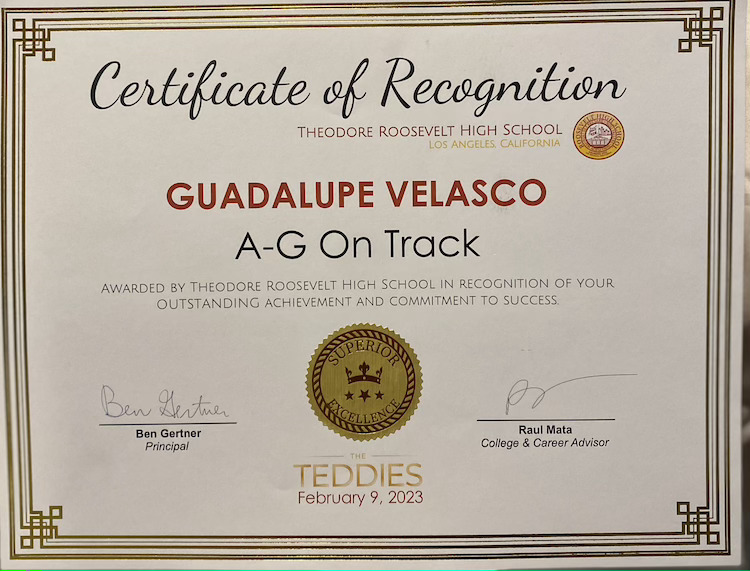 Certificate of Recognition
THEODORE ROOSEVELT HIGH SCHOOL
LOS ANGELES, CALIFORNIA
ROOSEVELT HIGH SCHOOL
GUADALUPE VELASCO
A-G On Track
AWARDED BY THEODORE ROOSEVELT HIGH SCHOOL IN RECOGNITION OF YOUR
OUTSTANDING ACHIEVEMENT AND COMMITMENT TO SUCCESS.
SUPERIOR
EXCELLENCE
Ben Gertner
Ben Gertner
Principal
Raul Mata
College & Career Advisor
THE
TEDDIES
February 9, 2023